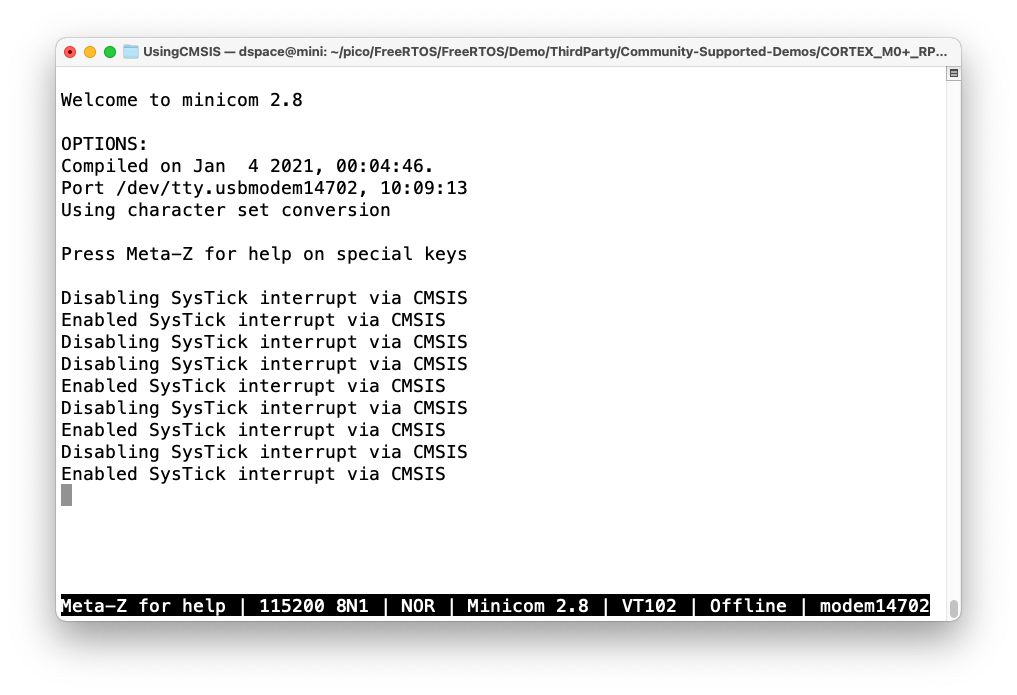 UsingCMSIS — dspace@mini: ~/pico/FreeRTOS/FreeRTOS/Demo/ThirdParty/Community-Supported-Demos/CORTEX_M0+_RP...
Welcome to minicom 2.8
OPTIONS:
Compiled on Jan  4 2021, 00:04:46.
Port /dev/tty.usbmodem14702, 10:09:13
Using character set conversion
Press Meta-Z for help on special keys
Disabling SysTick interrupt via CMSIS
Enabled SysTick interrupt via CMSIS
Disabling SysTick interrupt via CMSIS
Disabling SysTick interrupt via CMSIS
Enabled SysTick interrupt via CMSIS
Disabling SysTick interrupt via CMSIS
Enabled SysTick interrupt via CMSIS
Disabling SysTick interrupt via CMSIS
Enabled SysTick interrupt via CMSIS
Meta-Z for help | 115200 8N1 | NOR | Minicom 2.8 | VT102 | Offline | modem14702